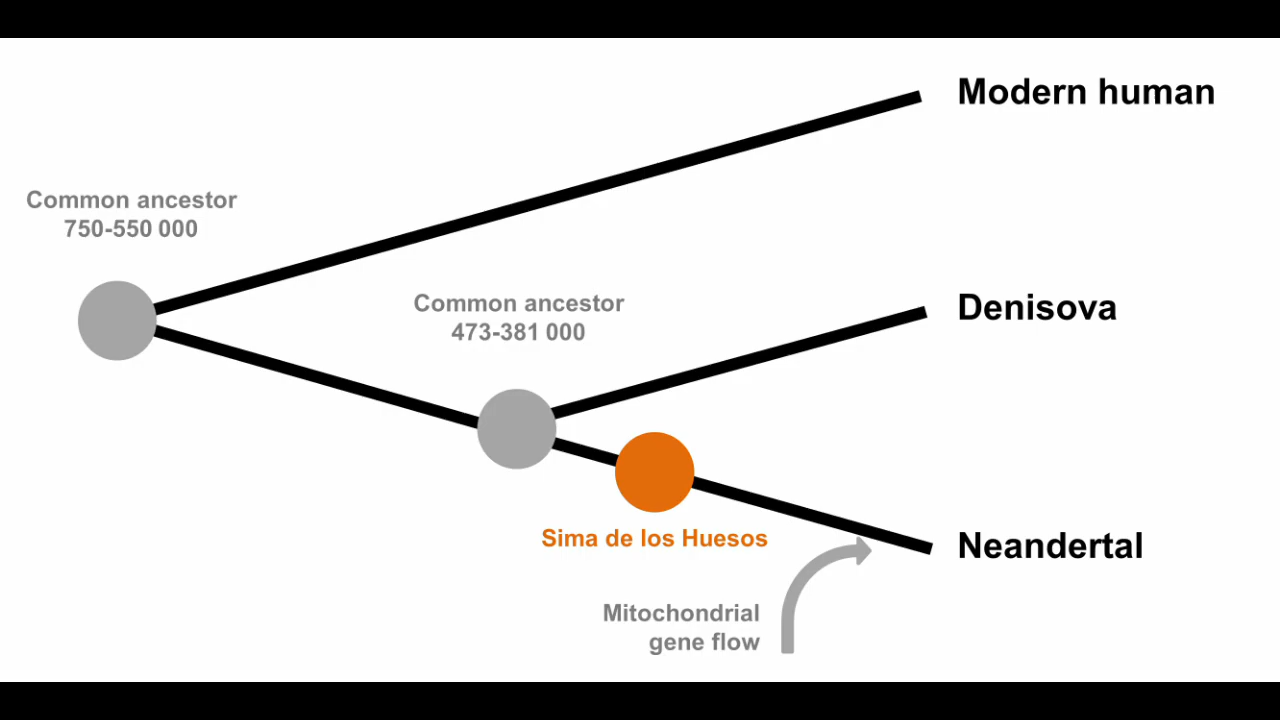 Modern human
Common ancestor
750-550 000
Common ancestor
473-381 000
Denisova
Sima de los Huesos
Neandertal
Mitochondrial
gene flow